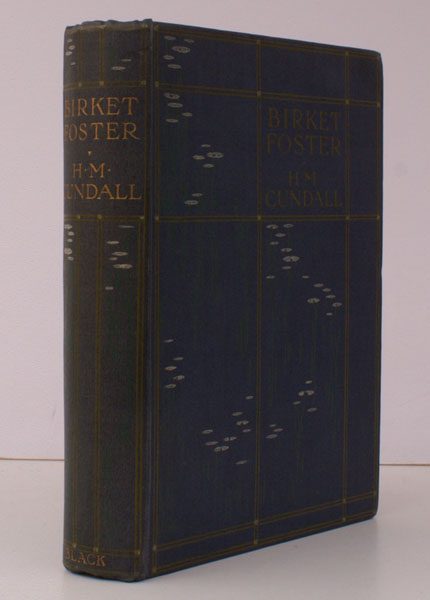 BIRKET
FOSTER
H·M·
CUNDALL
BLACK
BIRKET
FOSTER
H·M
CUNDALL